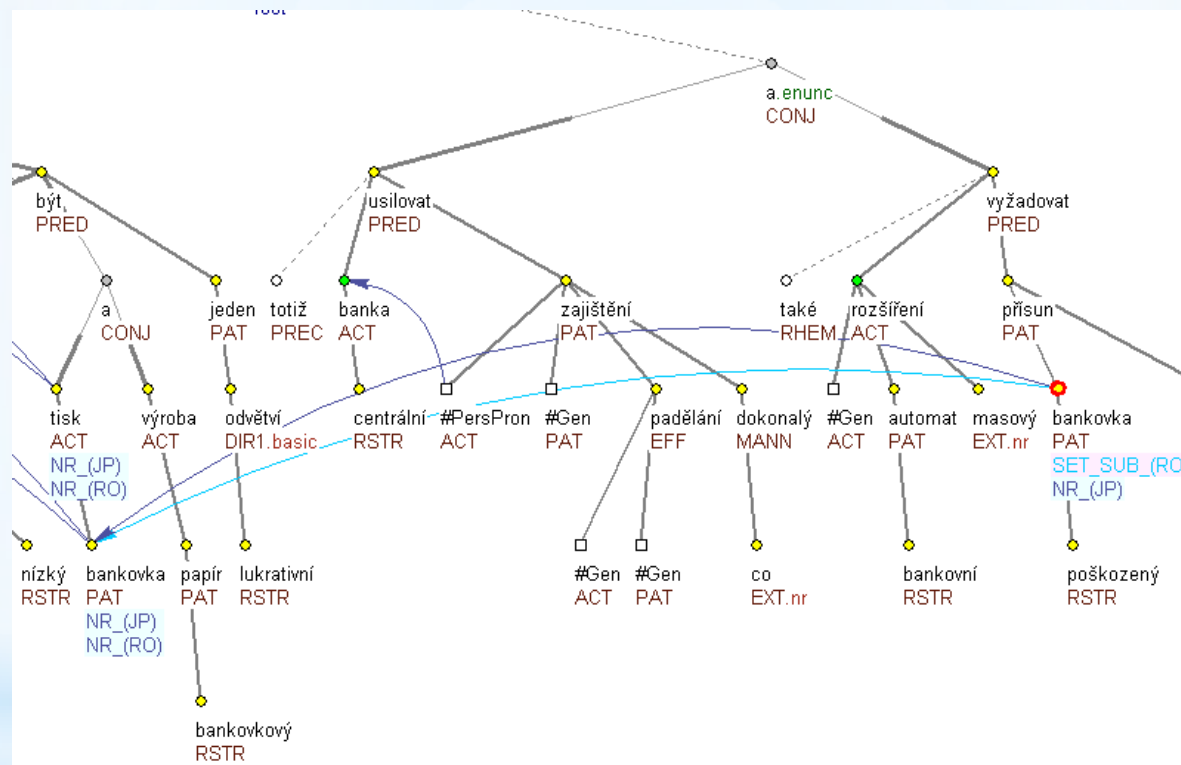 root
a.enunc
CONJ
být
PRED
usilovat
PRED
vyžadovat
PRED
a
CONJ
jeden
PAT
totiž
PREC
banka
ACT
zajištění
PAT
také
RHEM
rozšíření
ACT
přísun
PAT
tisk
ACT
NR_(JP)
NR_(RO)
výroba
ACT
odvětví
DIR1.basic
centrální
RSTR
#PersPron
ACT
#Gen
PAT
padělání
EFF
dokonalý
MANN
#Gen
ACT
automat
PAT
masový
EXT.nr
bankovka
PAT
SET_SUB_(RO
NR_(JP)
nízký
RSTR
bankovka
PAT
NR_(JP)
NR_(RO)
papír
PAT
lukrativní
RSTR
#Gen
ACT
#Gen
PAT
co
EXT.nr
bankovní
RSTR
poškozený
RSTR
bankovkový
RSTR